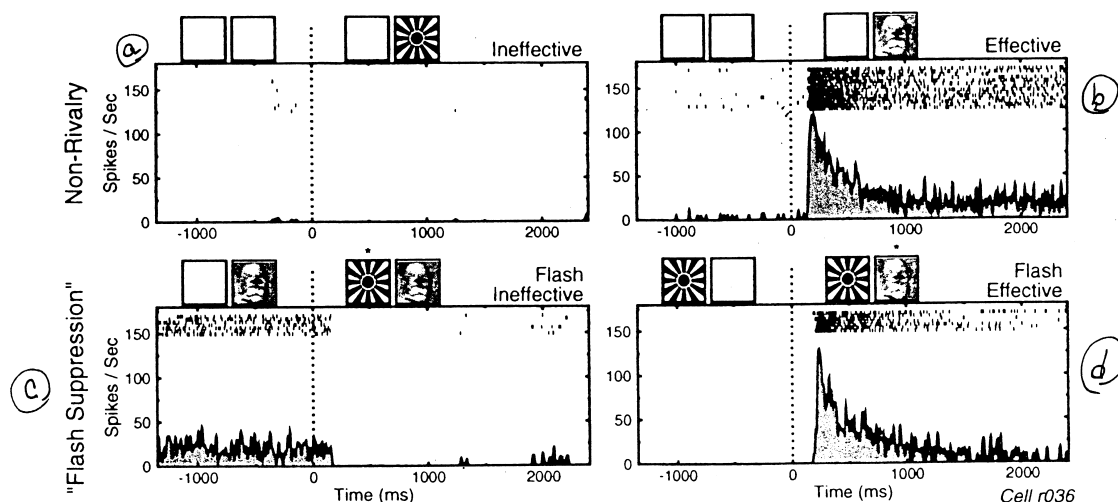 a
Ineffective
Non-Rivalry
Spikes / Sec
150
100
50
0
-1000 0 1000 2000
Effective
b
150
100
50
0
-1000 0 1000 2000
*
Flash
Ineffective
c
"Flash Suppression"
Spikes / Sec
150
100
50
0
-1000 0 1000 2000
Time (ms)
*
Flash
Effective
d
150
100
50
0
-1000 0 1000 2000
Time (ms)
Cell r036